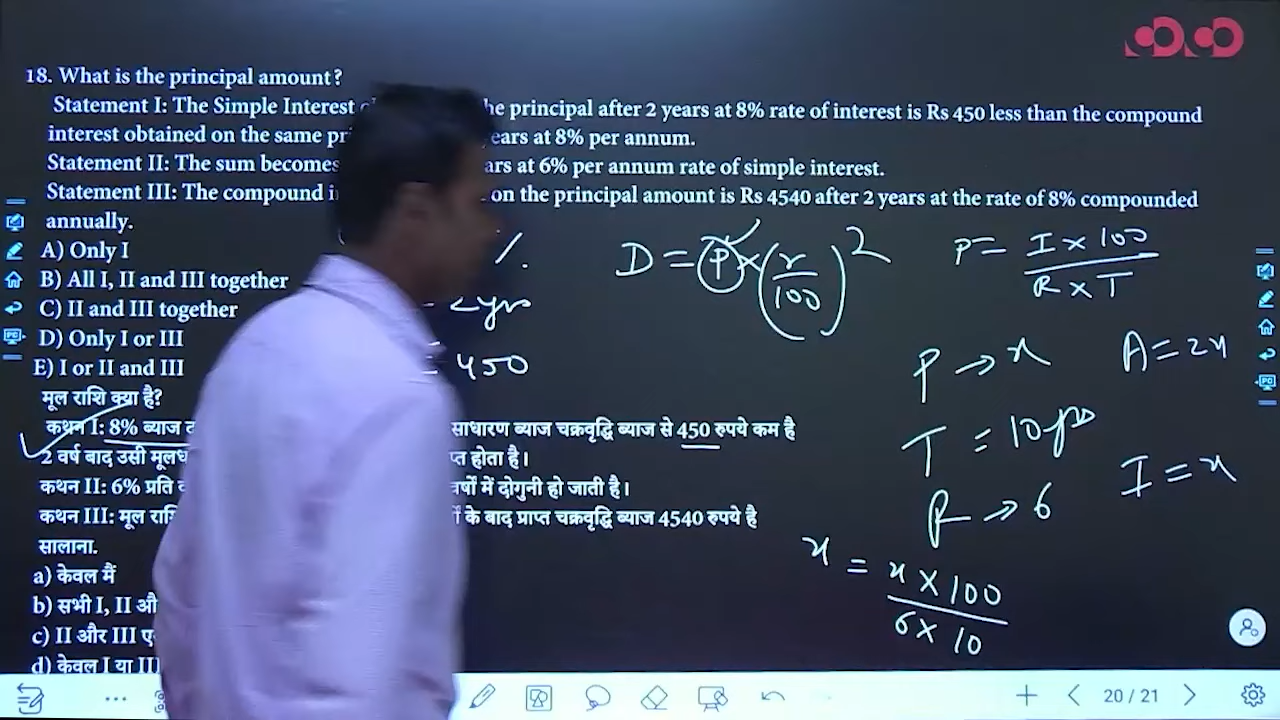 18. What is the principal amount?
Statement I: The Simple Interest he principal after 2 years at 8% rate of interest is Rs 450 less than the compound
interest obtained on the same ears at 8% per annum.
Statement II: The sum becomes ars at 6% per annum rate of simple interest.
Statement III: The compound on the principal amount is Rs 4540 after 2 years at the rate of 8% compounded
annually.
A) Only I
B) All I, II and III together
C) II and III together
D) Only I or III
E) I or II and III
%.
2yrs
= 450
D = P × (r/100)²
P = I × 100 / R × T
P → x
A = 2x
T = 10yrs
I = x
R → 6
x = x × 100 / 6 × 10
मूल राशि क्या है?
कथन I: 8% ब्याज साधारण ब्याज चक्रवृद्धि ब्याज से 450 रुपये कम है
2 वर्ष बाद उसी प्त होता है।
कथन II: 6% प्रति वर्षों में दोगुनी हो जाती है।
कथन III: मूल के बाद प्राप्त चक्रवृद्धि ब्याज 4540 रुपये है
सालाना.
a) केवल मैं
b) सभी I, II औ
c) II और III ए
d) केवल I या III
20 / 21